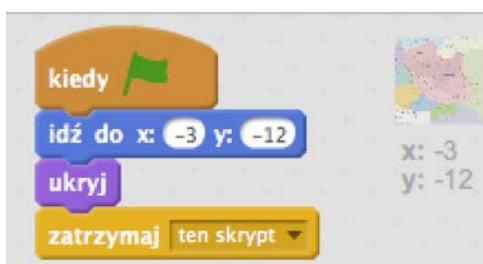 kiedy
idź do x: -3 y: -12
ukryj
zatrzymaj ten skrypt
x: -3
y: -12